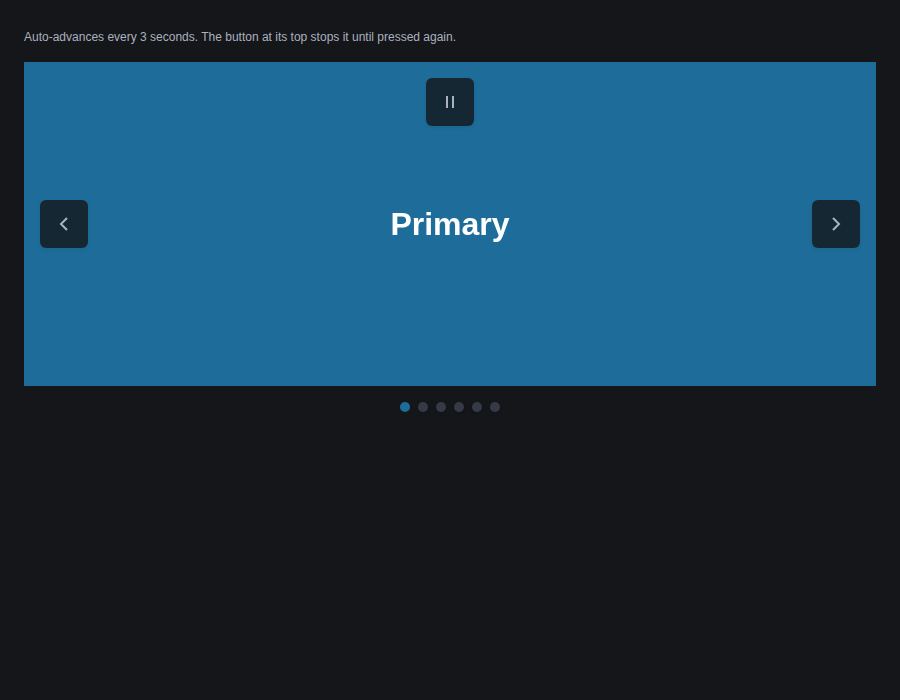 Auto-advances every 3 seconds. The button at its top stops it until pressed again.
Primary